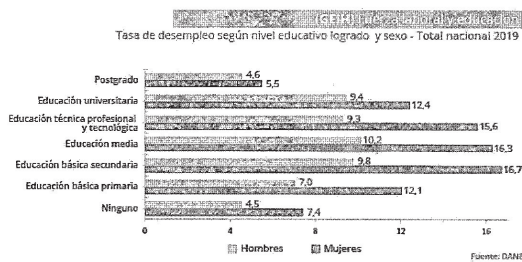 (GEIH) Fuerza laboral y educación
Tasa de desempleo según nivel educativo logrado y sexo - Total nacional 2019
Postgrado
4,6
5,5
Educación universitaria
9,4
12,4
Educación técnica profesional
y tecnológica
9,3
15,6
Educación media
10,2
16,3
Educación básica secundaria
9,8
16,7
Educación básica primaria
7,0
12,1
Ninguno
4,5
7,4
0 4 8 12 16
Hombres Mujeres
Fuente: DANE